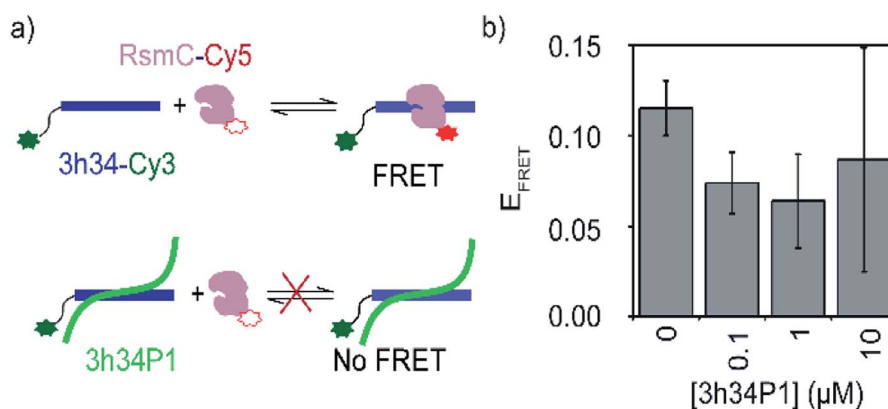 a)
RsmC-Cy5
+
3h34-Cy3
FRET
+
3h34P1
No FRET
b)
0.15
0.10
0.05
0.00
E_FRET
0
0.1
1
10
[3h34P1] (µM)